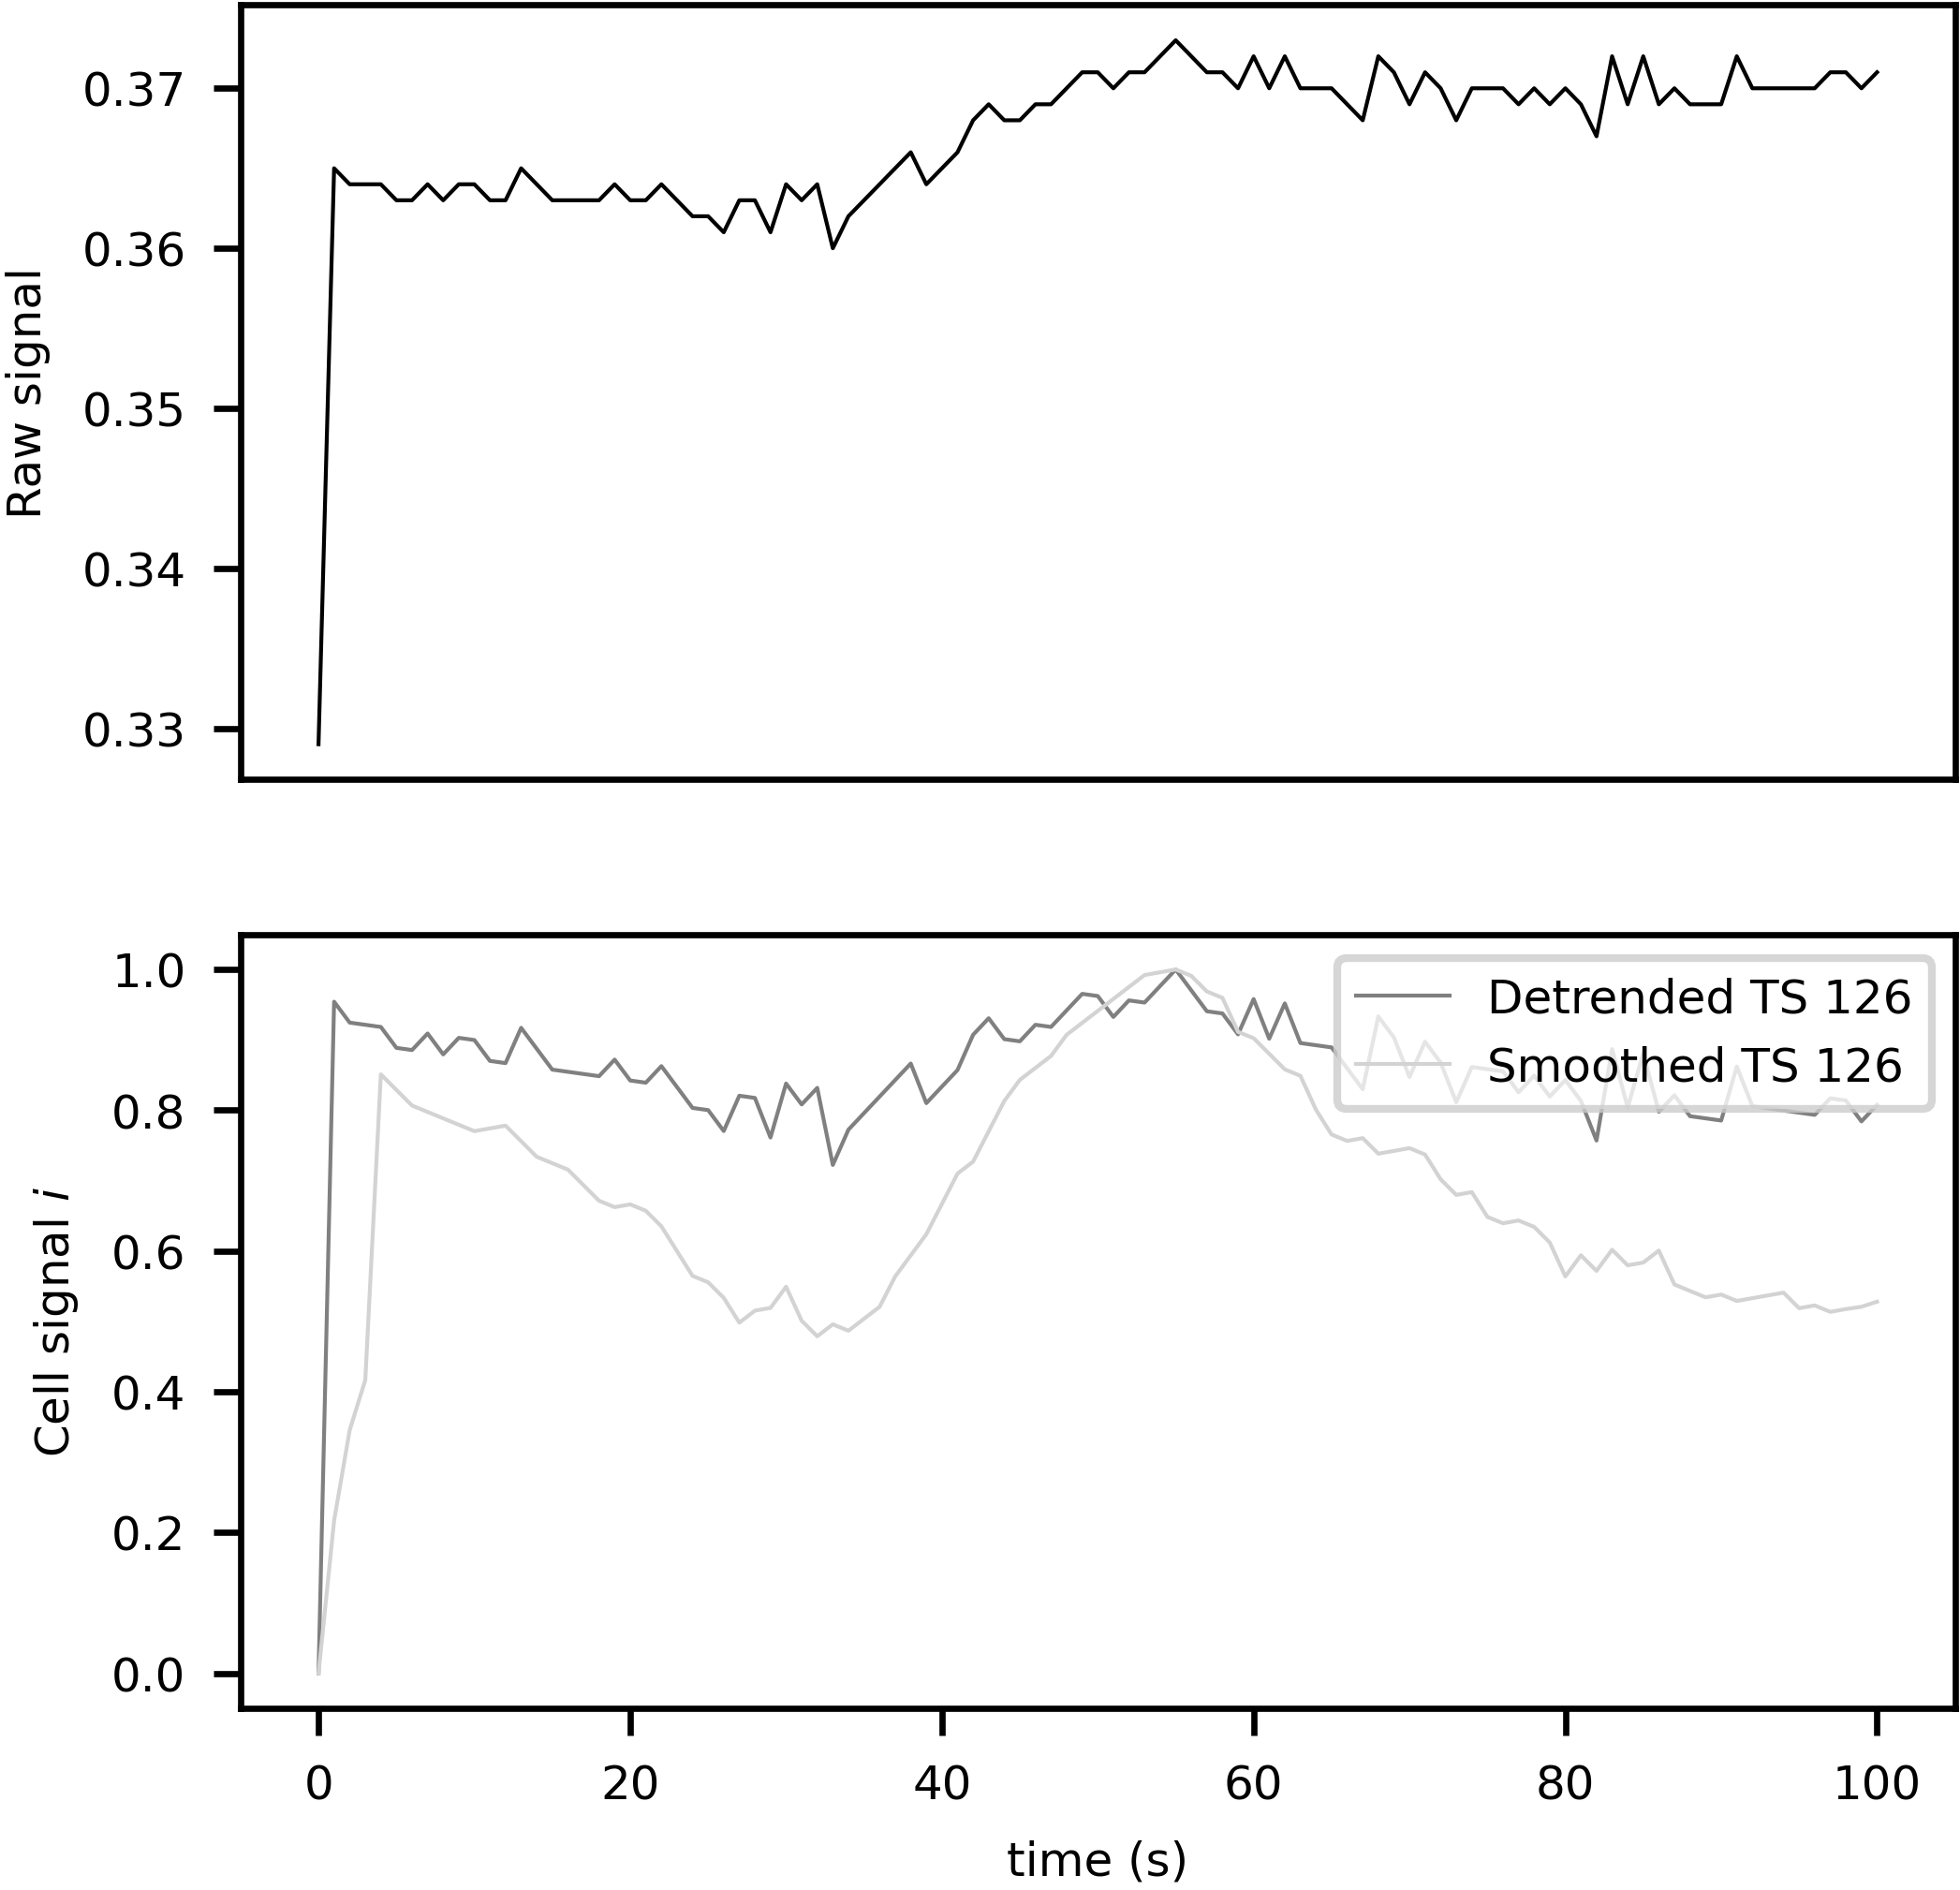 Raw signal
0.37
0.36
0.35
0.34
0.33
Cell signal i
1.0
0.8
0.6
0.4
0.2
0.0
Detrended TS 126
Smoothed TS 126
0 20 40 60 80 100
time (s)